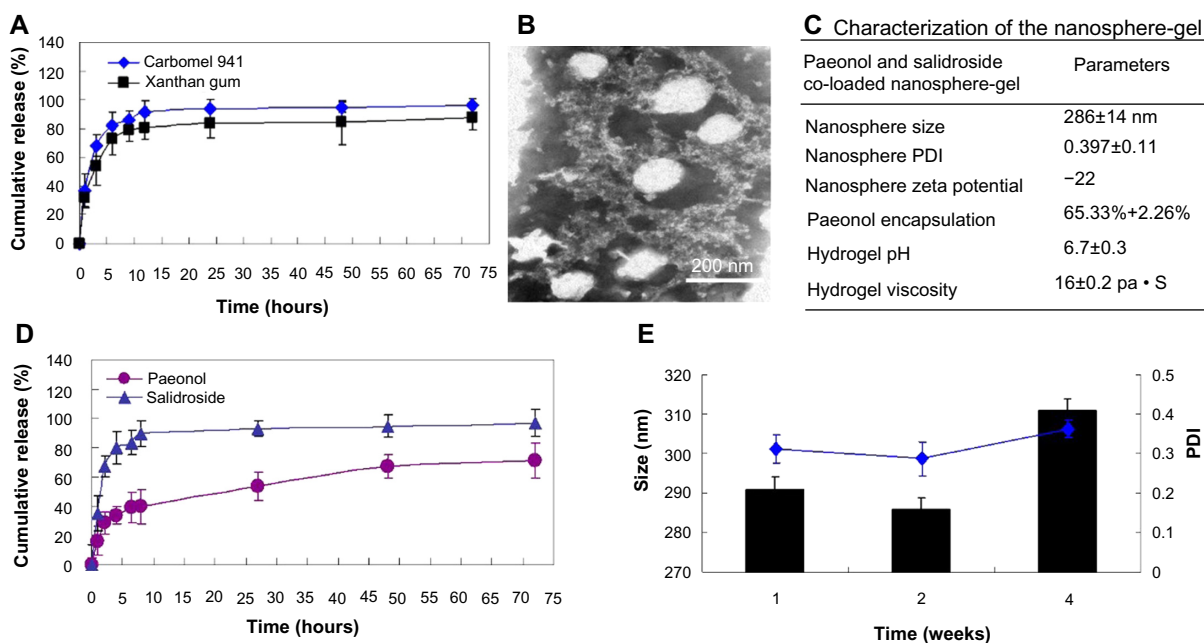 A
Cumulative release (%)
140
120
100
80
60
40
20
0
Carbomel 941
Xanthan gum
0 5 10 15 20 25 30 35 40 45 50 55 60 65 70 75
Time (hours)
B
200 nm
C Characterization of the nanosphere-gel
Paeonol and salidroside
co-loaded nanosphere-gel
Parameters
Nanosphere size 286±14 nm
Nanosphere PDI 0.397±0.11
Nanosphere zeta potential −22
Paeonol encapsulation 65.33%+2.26%
Hydrogel pH 6.7±0.3
Hydrogel viscosity 16±0.2 pa • S
D
Cumulative release (%)
140
120
100
80
60
40
20
0
Paeonol
Salidroside
0 5 10 15 20 25 30 35 40 45 50 55 60 65 70 75
Time (hours)
E
Size (nm)
320
310
300
290
280
270
PDI
0.5
0.4
0.3
0.2
0.1
0
1 2 4
Time (weeks)